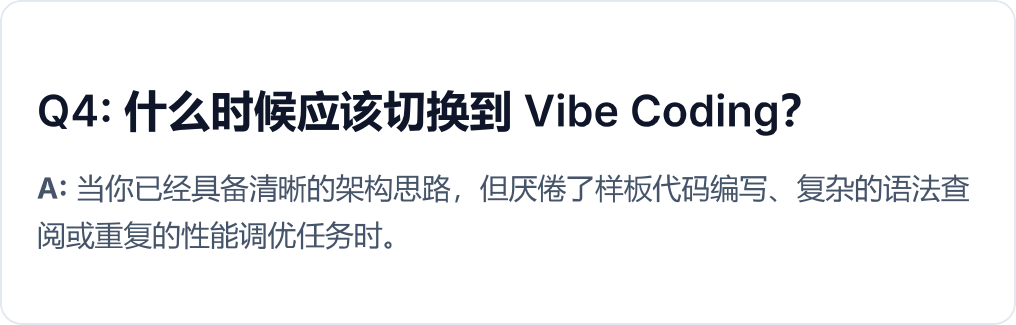 Q4: 什么时候应该切换到 Vibe Coding?
A: 当你已经具备清晰的架构思路，但厌倦了样板代码编写、复杂的语法查
阅或重复的性能调优任务时。